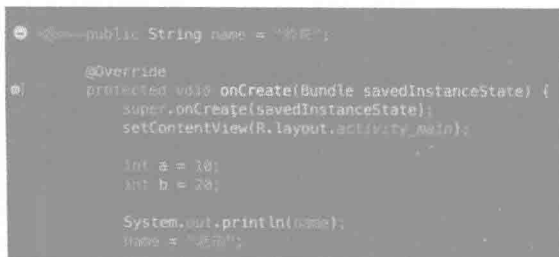 public String name = "";
@Override
protected void onCreate(Bundle savedInstanceState) {
super.onCreate(savedInstanceState);
setContentView(R.layout.activity_main);
int a = 10;
int b = 20;
System.out.println(name);
name = "";